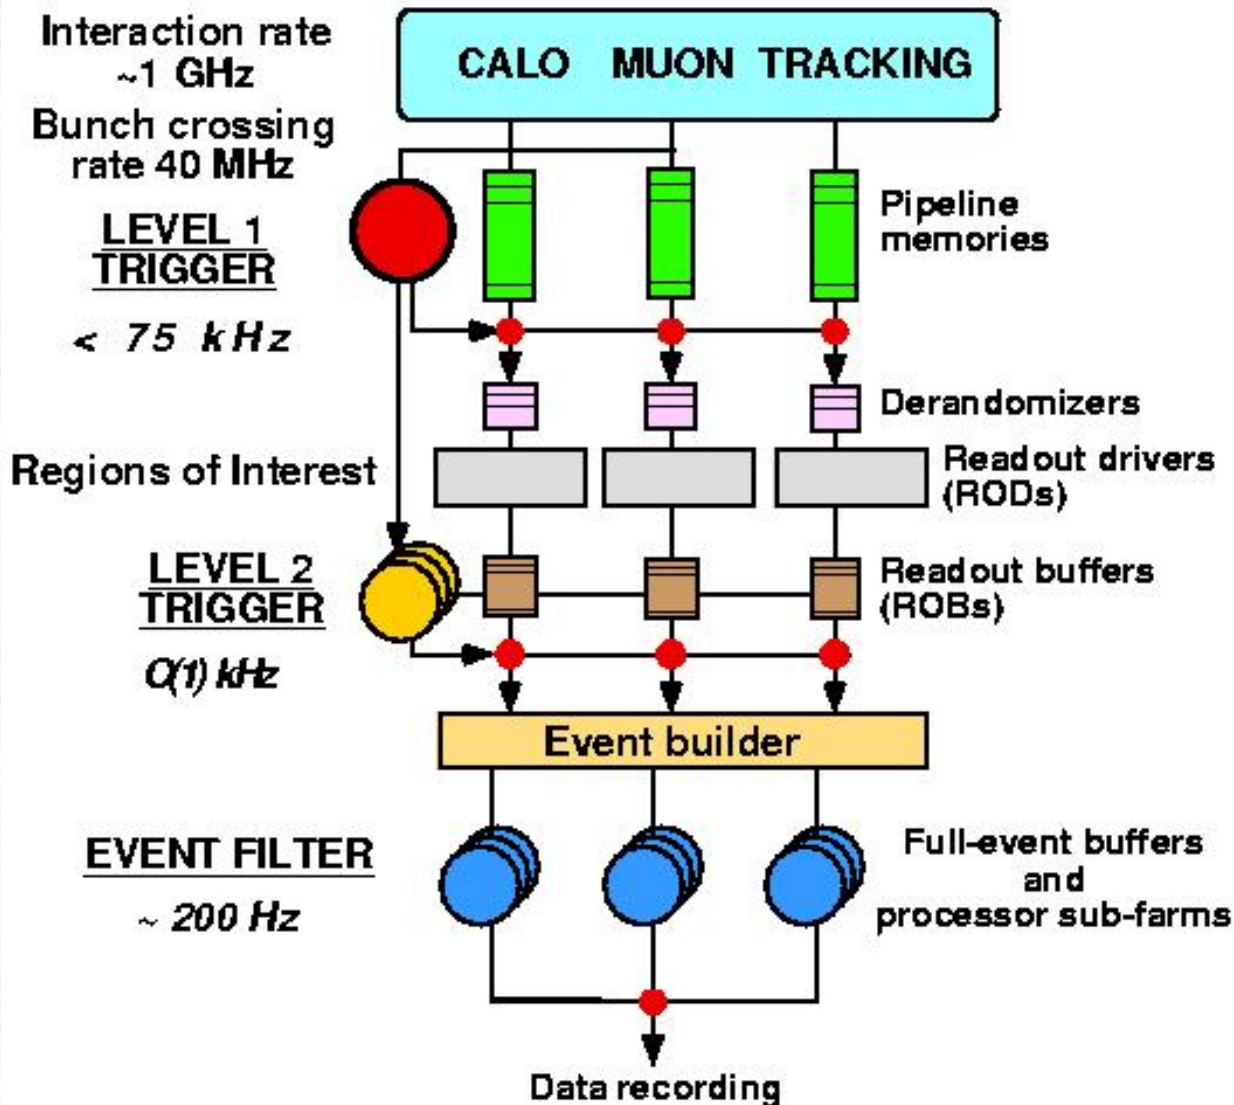 Interaction rate
~1 GHz
Bunch crossing
rate 40 MHz
CALO MUON TRACKING
LEVEL 1
TRIGGER
< 75 kHz
Pipeline
memories
Derandomizers
Regions of Interest
Readout drivers
(RODs)
LEVEL 2
TRIGGER
O(1) kHz
Readout buffers
(ROBs)
Event builder
EVENT FILTER
~ 200 Hz
Full-event buffers
and
processor sub-farms
Data recording